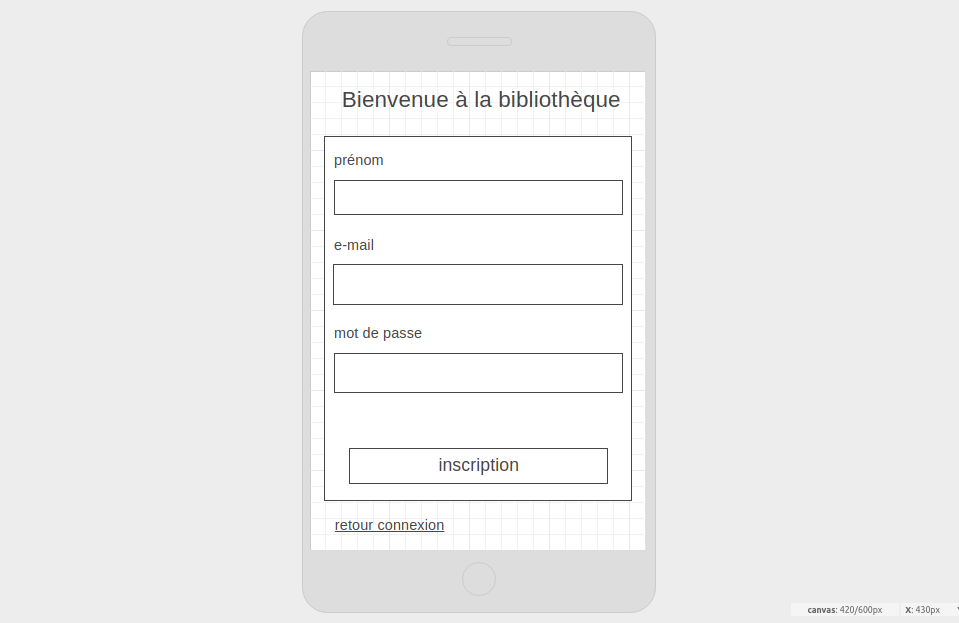 Bienvenue à la bibliothèque
prénom
e-mail
mot de passe
inscription
retour connexion
canvas: 420/600px X: 430px